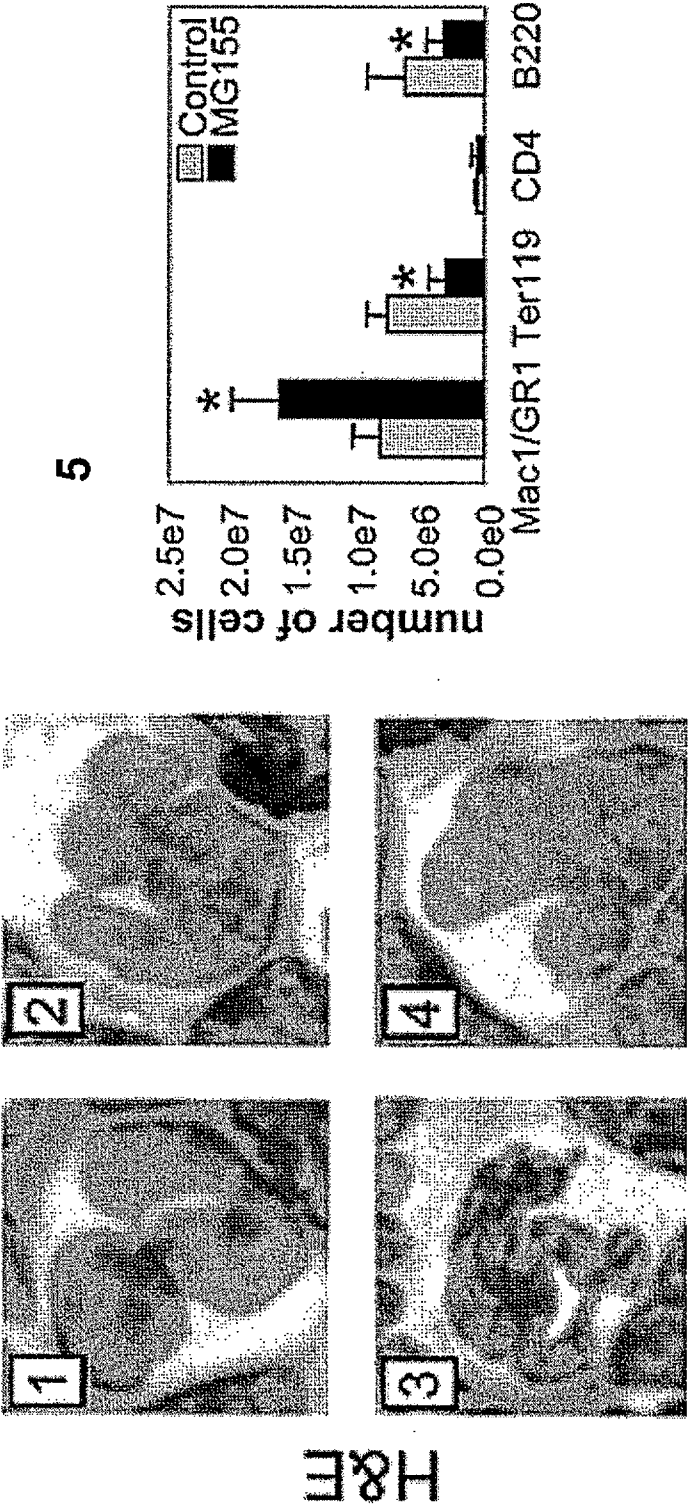 H&E
1
2
3
4
5
Control
MG155
number of cells
2.5e7
2.0e7
1.5e7
1.0e7
5.0e6
0.0e0
*
*
*
Mac1/GR1 Ter119 CD4 B220